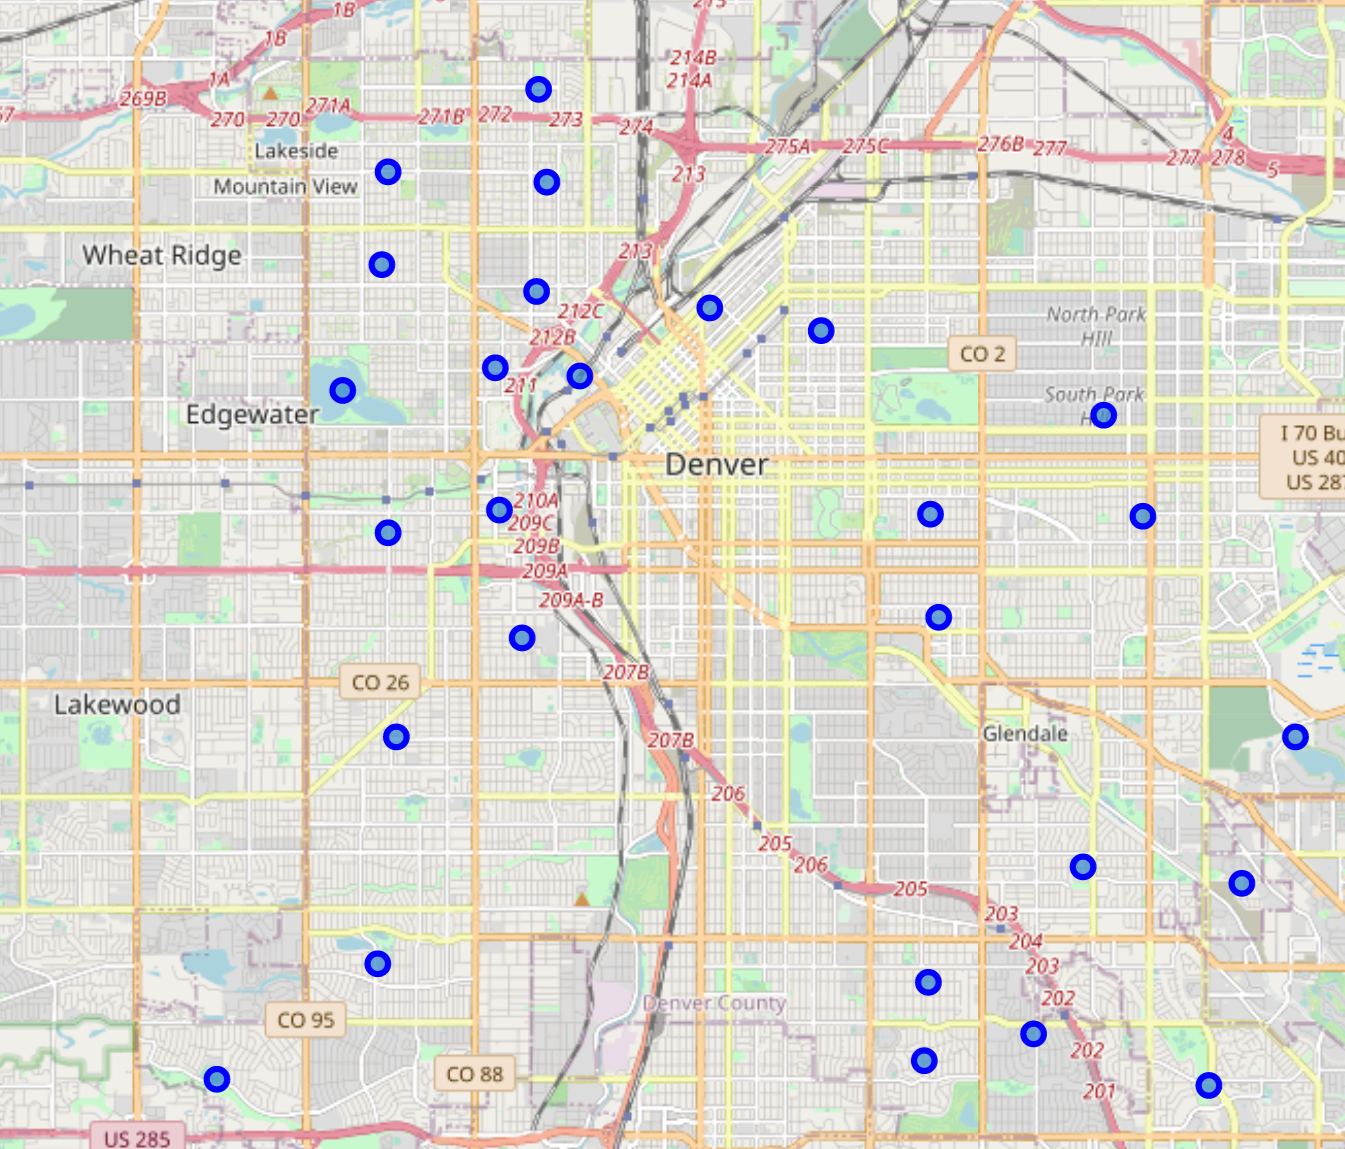 213
1B
1B
214B
214A
1A
269B
271A
67
270
270
271B
272
273
274
275A
275C
276B
277
277
278
4
5
Lakeside
Mountain View
213
Wheat Ridge
213
212C
212B
North Park
Hill
CO 2
211
South Park
Edgewater
Denver
I 70 Bu
US 40
US 287
210A
209C
209B
209A
209A-B
207B
CO 26
Lakewood
Glendale
207B
206
205
206
205
203
204
203
202
Denver County
CO 95
202
CO 88
201
US 285